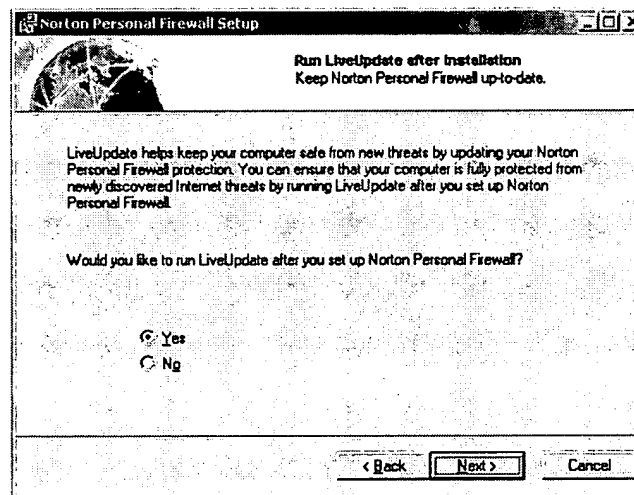 Norton Personal Firewall Setup
Run LiveUpdate after Installation
Keep Norton Personal Firewall up-to-date.
LiveUpdate helps keep your computer safe from new threats by updating your Norton
Personal Firewall protection. You can ensure that your computer is fully protected from
newly discovered Internet threats by running LiveUpdate after you set up Norton
Personal Firewall.
Would you like to run LiveUpdate after you set up Norton Personal Firewall?
Yes
No
< Back Next > Cancel